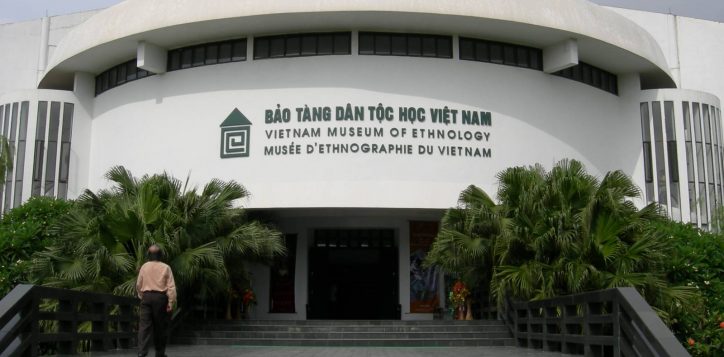 BẢO TÀNG DÂN TỘC HỌC VIỆT NAM
VIETNAM MUSEUM OF ETHNOLOGY
MUSÉE D'ETHNOGRAPHIE DU VIETNAM